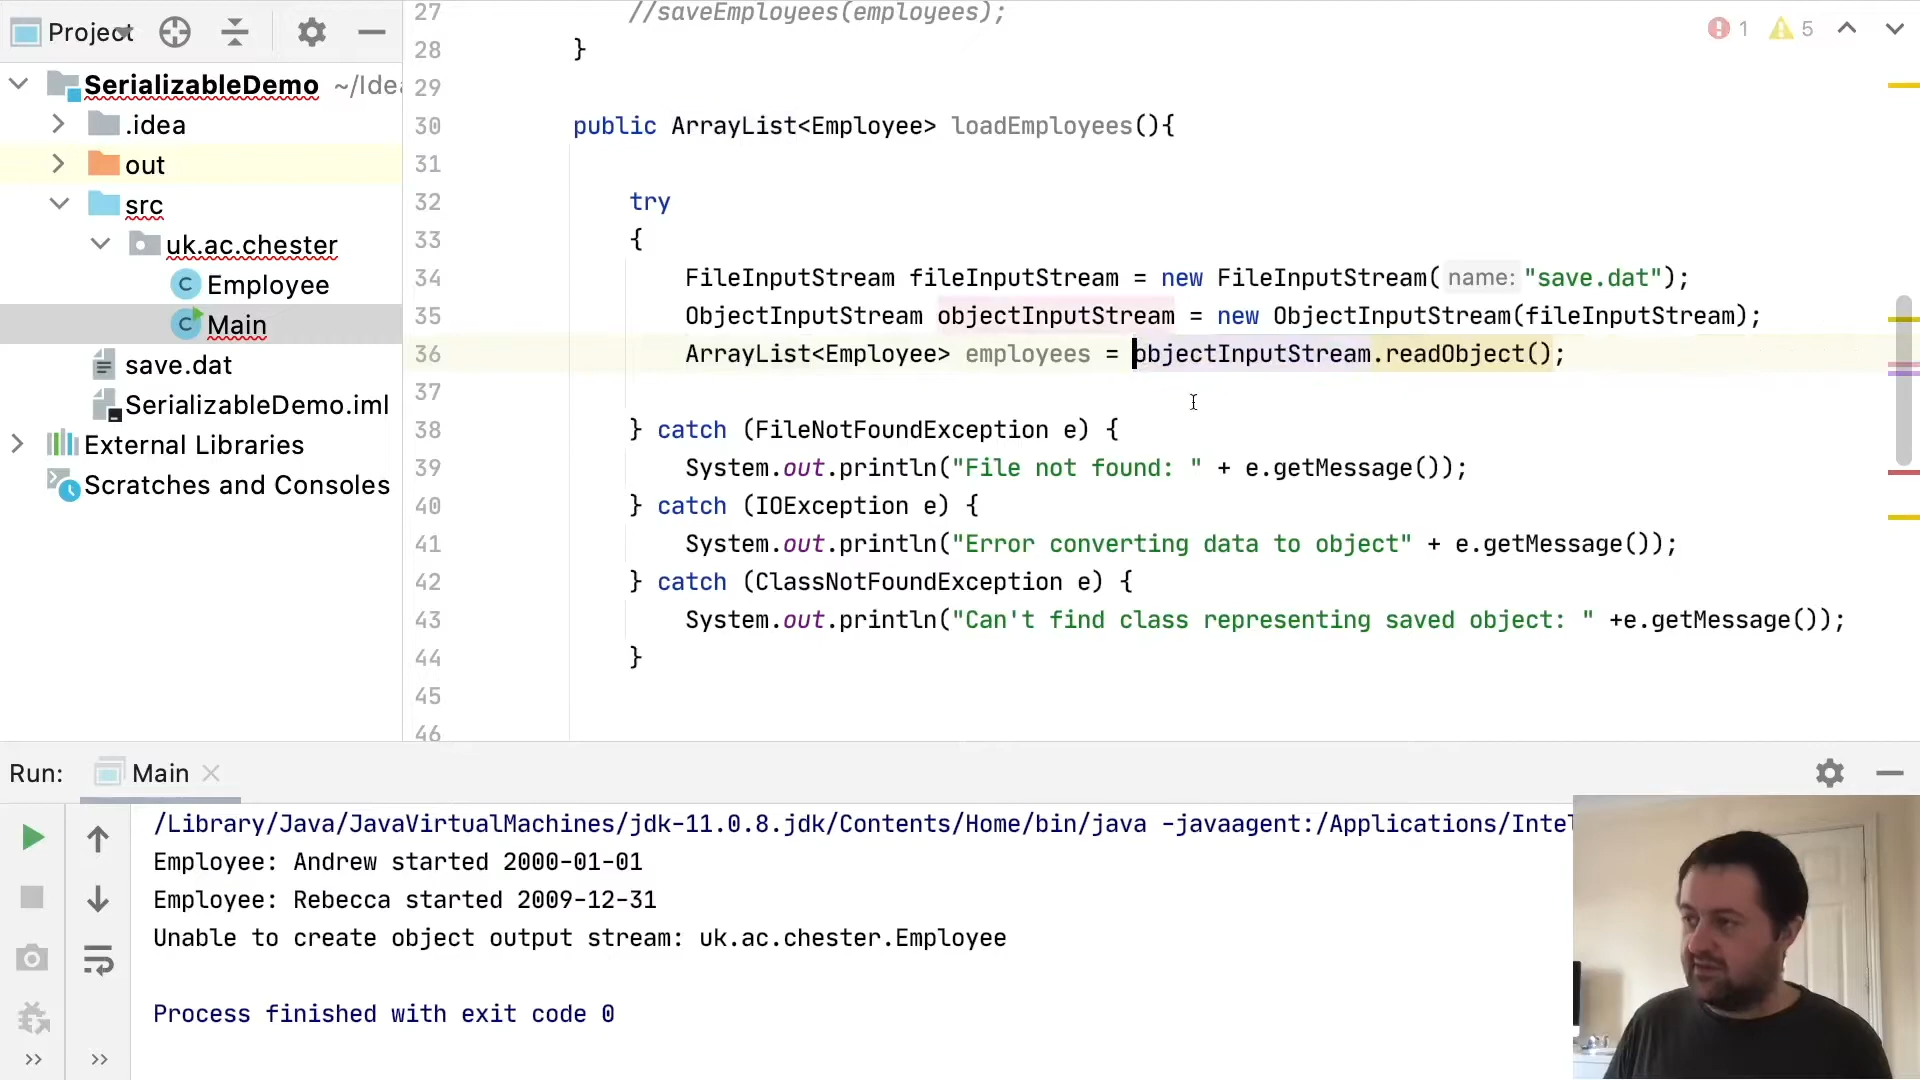 Project
SerializableDemo ~/Idea
.idea
out
src
uk.ac.chester
Employee
Main
save.dat
SerializableDemo.iml
External Libraries
Scratches and Consoles
1 5
27 //saveEmployees(employees);
28 }
29
30 public ArrayList<Employee> loadEmployees(){
31
32 try
33 {
34 FileInputStream fileInputStream = new FileInputStream( name: "save.dat");
35 ObjectInputStream objectInputStream = new ObjectInputStream(fileInputStream);
36 ArrayList<Employee> employees = objectInputStream.readObject();
37
38 } catch (FileNotFoundException e) {
39 System.out.println("File not found: " + e.getMessage());
40 } catch (IOException e) {
41 System.out.println("Error converting data to object" + e.getMessage());
42 } catch (ClassNotFoundException e) {
43 System.out.println("Can't find class representing saved object: " +e.getMessage());
44 }
45
46
Run: Main
/Library/Java/JavaVirtualMachines/jdk-11.0.8.jdk/Contents/Home/bin/java -javaagent:/Applications/Intel
Employee: Andrew started 2000-01-01
Employee: Rebecca started 2009-12-31
Unable to create object output stream: uk.ac.chester.Employee
Process finished with exit code 0